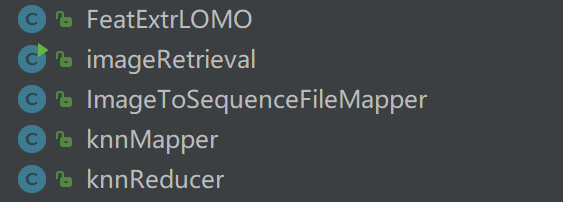 FeatExtrLOMO
imageRetrieval
ImageToSequenceFileMapper
knnMapper
knnReducer